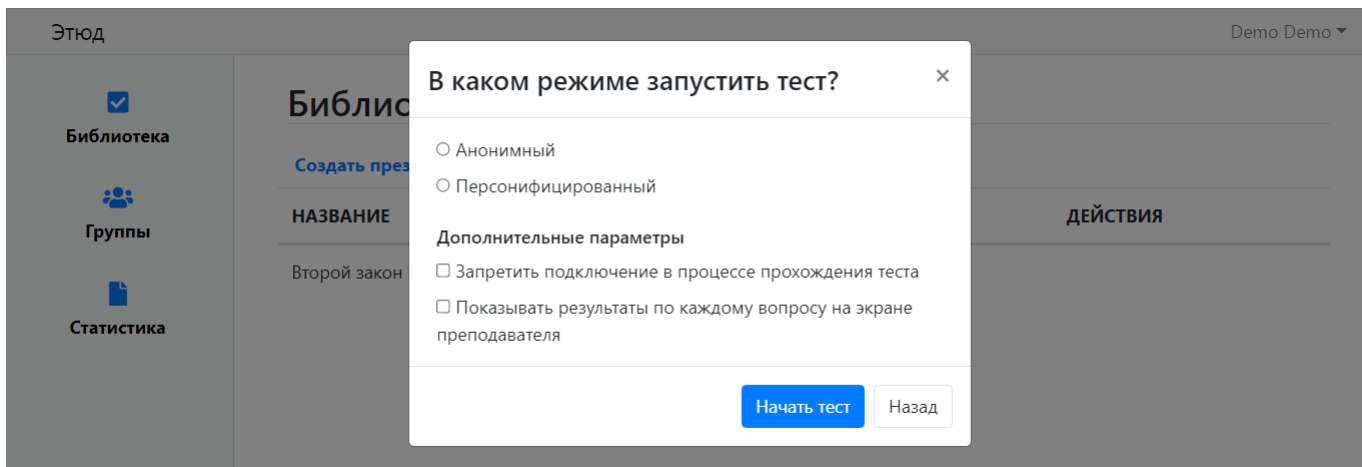 Этюд
Demo Demo
Библиотека
Группы
Статистика
Библио
Создать през
НАЗВАНИЕ
ДЕЙСТВИЯ
Второй закон
В каком режиме запустить тест?
×
Анонимный
Персонифицированный
Дополнительные параметры
Запретить подключение в процессе прохождения теста
Показывать результаты по каждому вопросу на экране
преподавателя
Начать тест
Назад